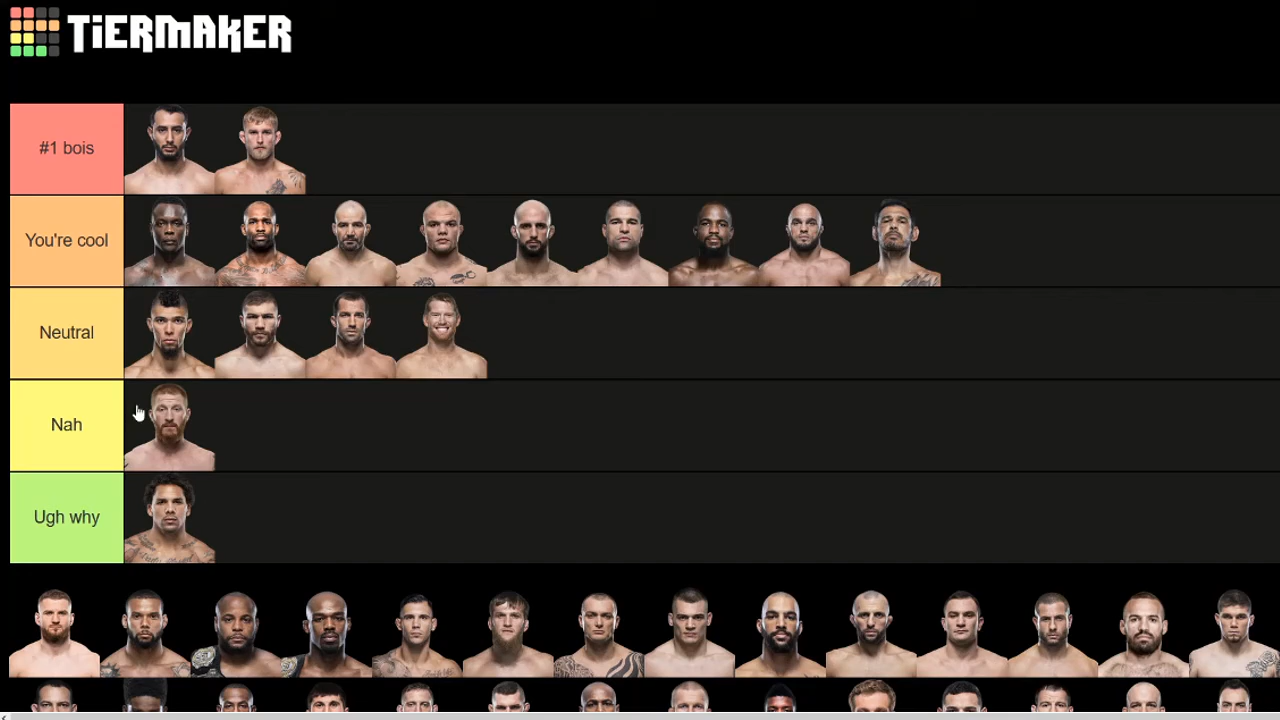 TiERMAKER
#1 bois
You're cool
Neutral
Nah
Ugh why